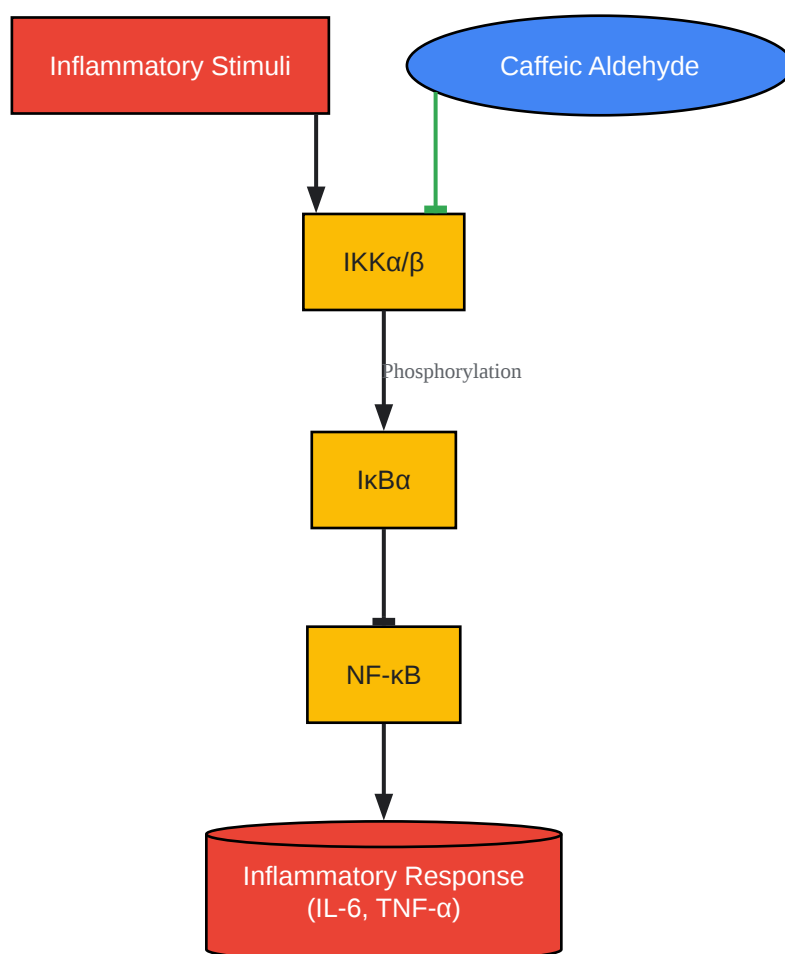 Inflammatory Stimuli
Caffeic Aldehyde
IKKα/β
Phosphorylation
IκBα
NF-κB
Inflammatory Response
(IL-6, TNF-α)